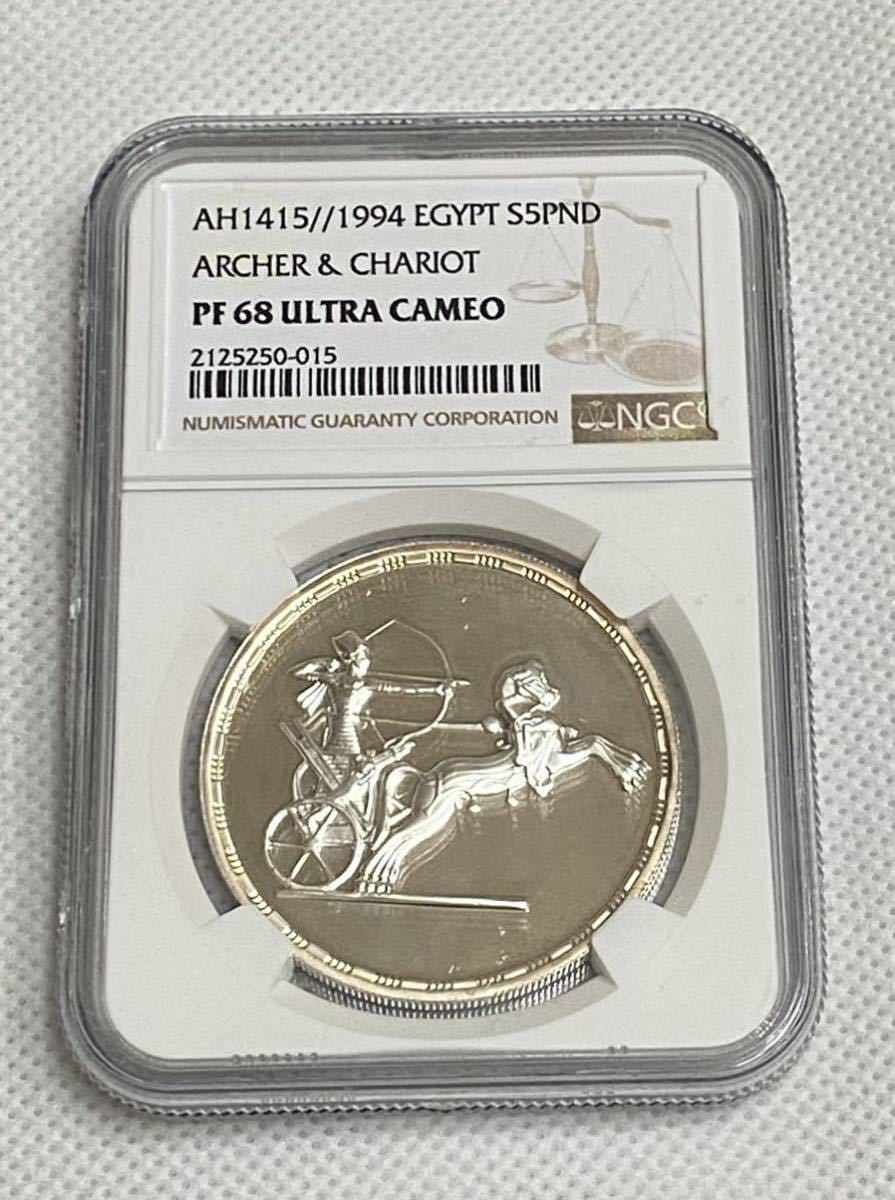 AH1415//1994 EGYPT S5PND
ARCHER & CHARIOT
PF 68 ULTRA CAMEO
2125250-015
NUMISMATIC GUARANTY CORPORATION
NGC